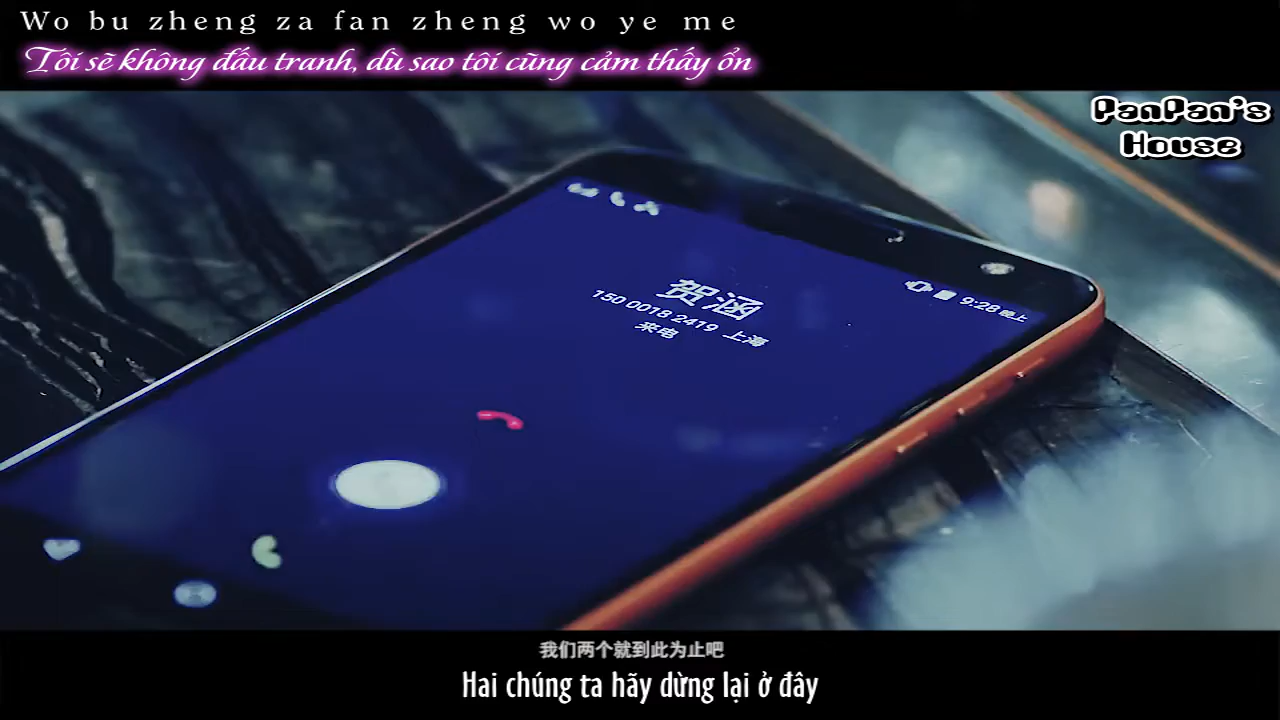 Wo bu zheng za fan zheng wo ye me
Tôi sẽ không đấu tranh, dù sao tôi cũng cảm thấy ổn
PanPan's
House
9:28 晚上
贺涵
150 0018 2419 上海
来电
我们两个就到此为止吧
Hai chúng ta hãy dừng lại ở đây